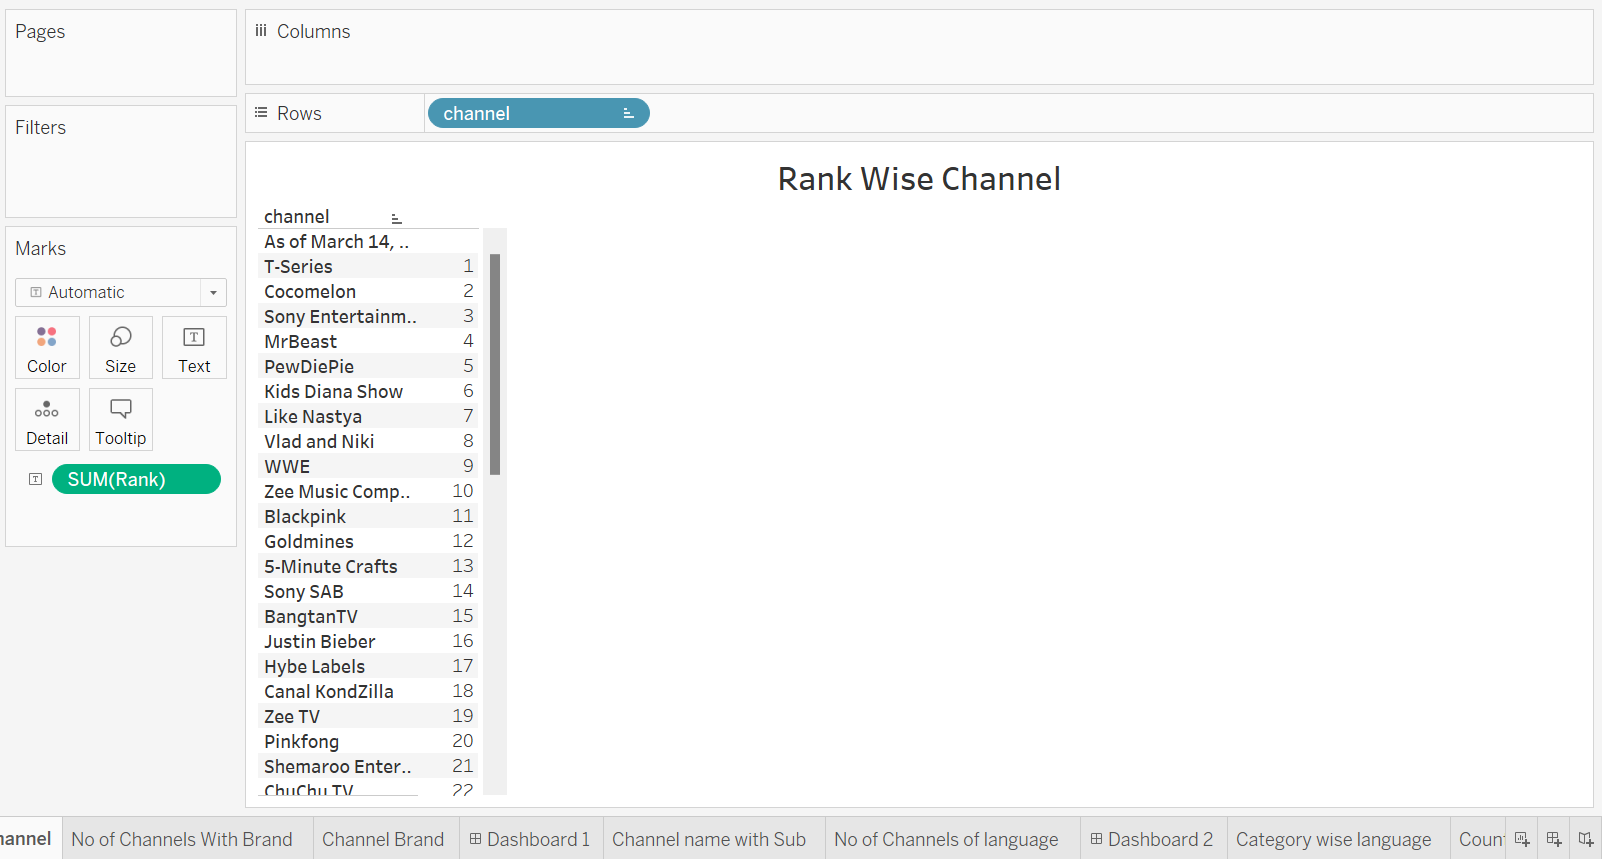 Pages
Columns
Rows
channel
Filters
Rank Wise Channel
channel
As of March 14, ..
T-Series 1
Cocomelon 2
Sony Entertainm.. 3
MrBeast 4
PewDiePie 5
Kids Diana Show 6
Like Nastya 7
Vlad and Niki 8
WWE 9
Zee Music Comp.. 10
Blackpink 11
Goldmines 12
5-Minute Crafts 13
Sony SAB 14
BangtanTV 15
Justin Bieber 16
Hybe Labels 17
Canal KondZilla 18
Zee TV 19
Pinkfong 20
Shemaroo Enter.. 21
ChuChu TV 22
Marks
Automatic
Color Size Text
Detail Tooltip
SUM(Rank)
hannel No of Channels With Brand Channel Brand Dashboard 1 Channel name with Sub No of Channels of language Dashboard 2 Category wise language Coun